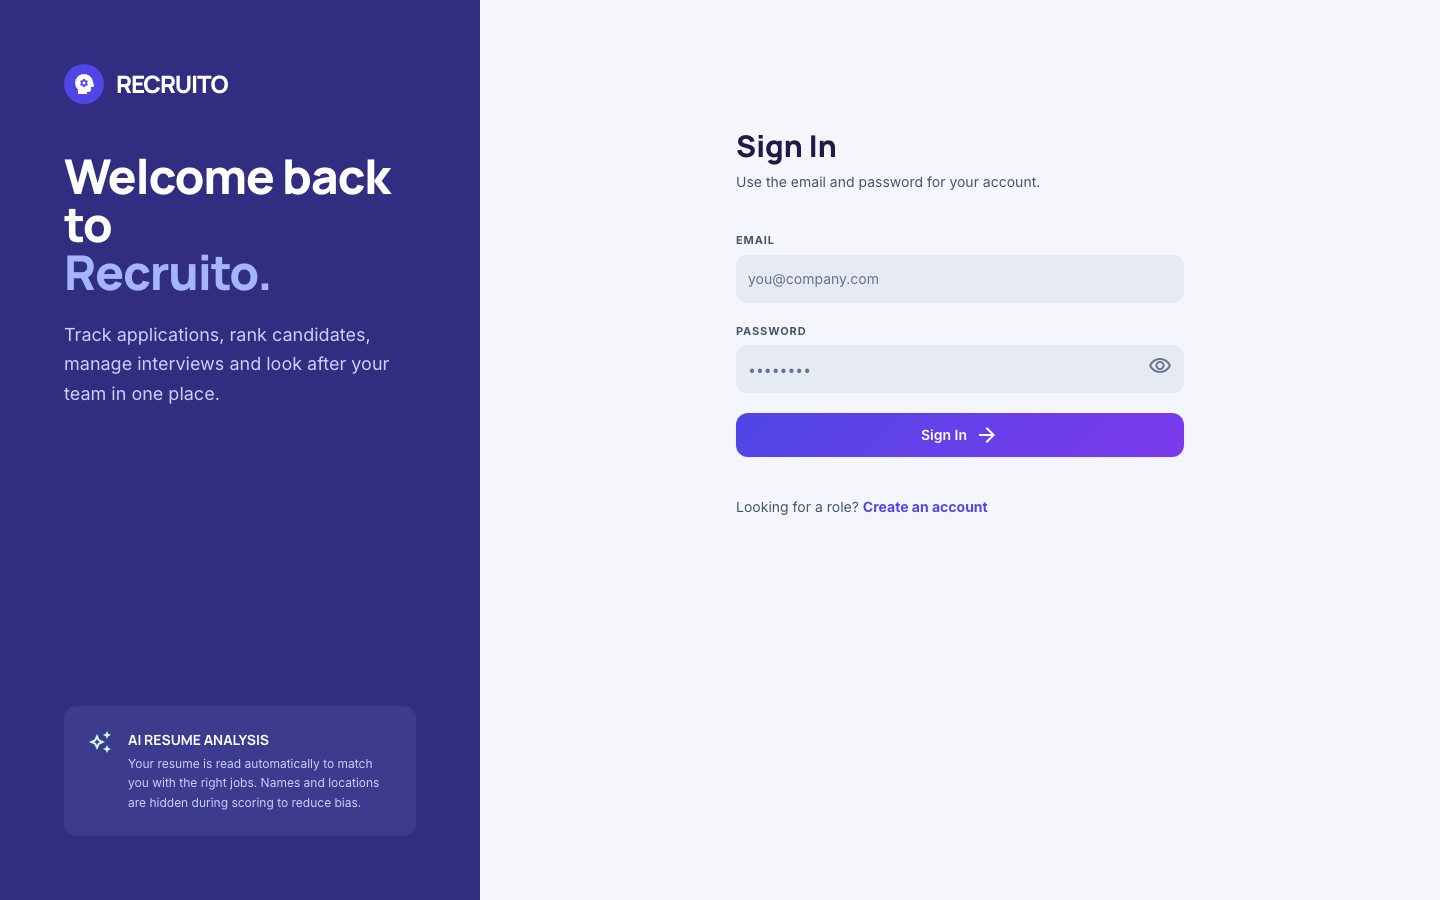 RECRUITO
Welcome back
to
Recruito.
Track applications, rank candidates,
manage interviews and look after your
team in one place.
AI RESUME ANALYSIS
Your resume is read automatically to match
you with the right jobs. Names and locations
are hidden during scoring to reduce bias.
Sign In
Use the email and password for your account.
EMAIL
you@company.com
PASSWORD
••••••••
Sign In
Looking for a role? Create an account